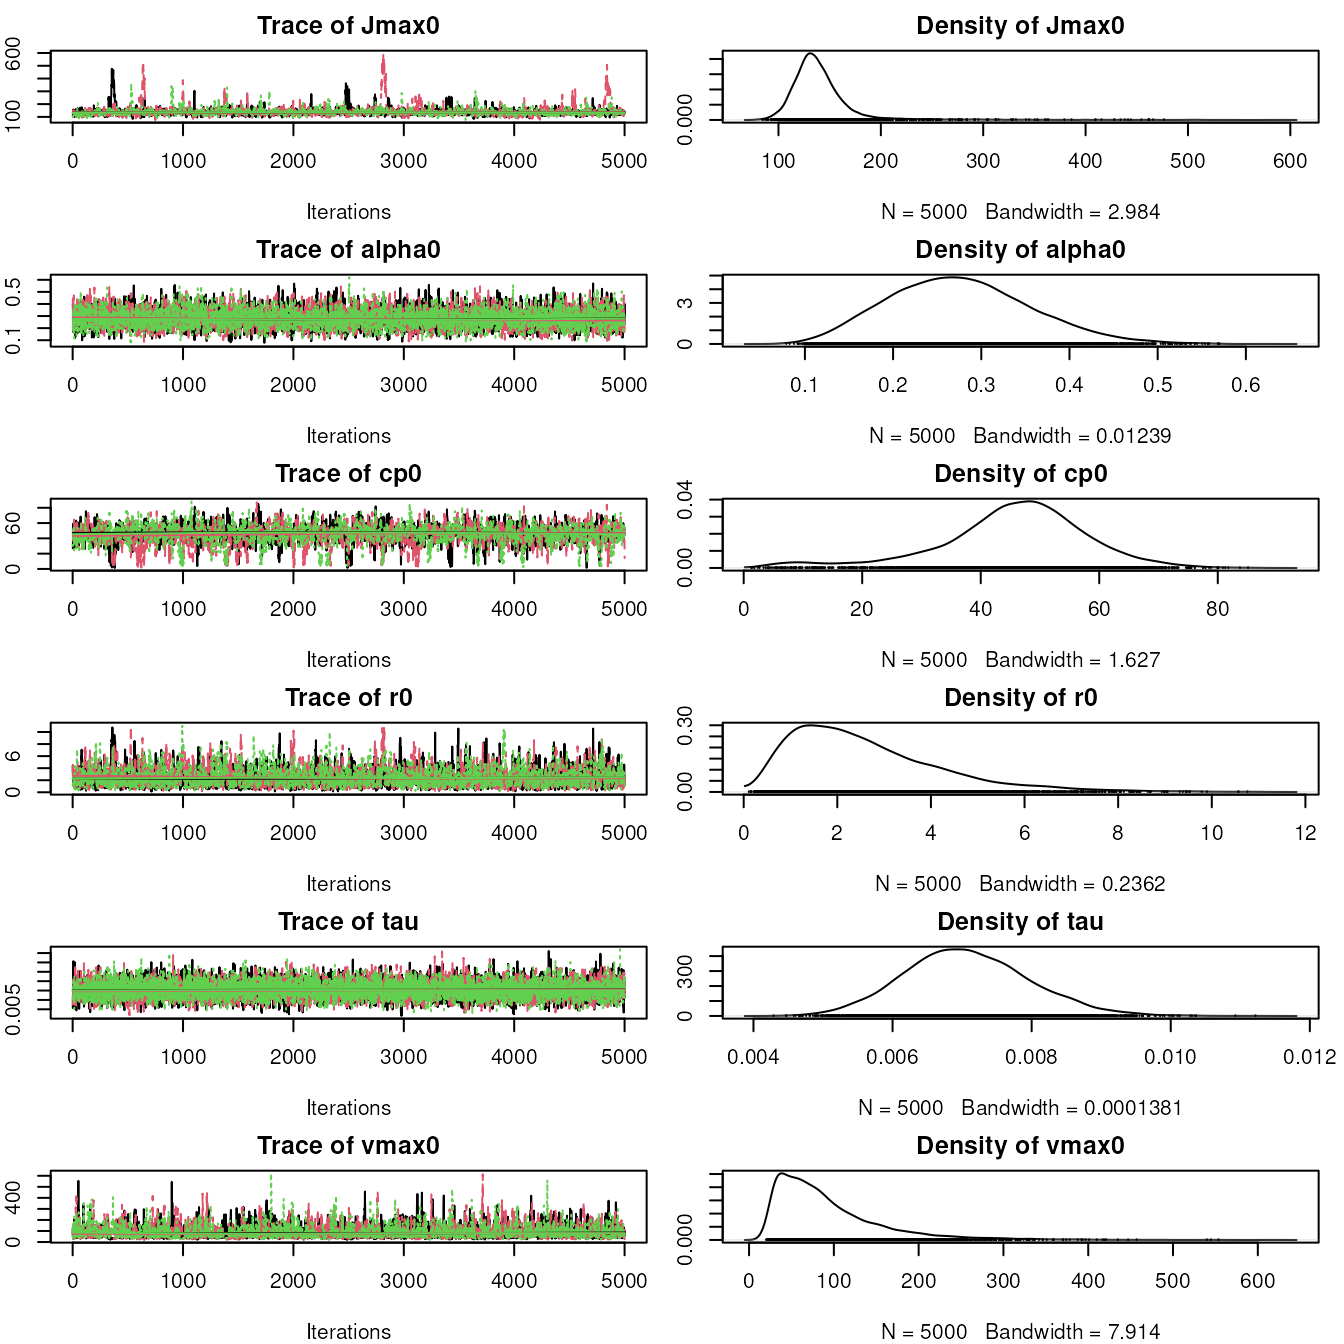 Trace of Jmax0
100 600
0 1000 2000 3000 4000 5000
Iterations
Density of Jmax0
0.000
100 200 300 400 500 600
N = 5000 Bandwidth = 2.984
Trace of alpha0
0.1 0.5
0 1000 2000 3000 4000 5000
Iterations
Density of alpha0
0 3
0.1 0.2 0.3 0.4 0.5 0.6
N = 5000 Bandwidth = 0.01239
Trace of cp0
0 60
0 1000 2000 3000 4000 5000
Iterations
Density of cp0
0.00 0.04
0 20 40 60 80
N = 5000 Bandwidth = 1.627
Trace of r0
0 6
0 1000 2000 3000 4000 5000
Iterations
Density of r0
0.00 0.30
0 2 4 6 8 10 12
N = 5000 Bandwidth = 0.2362
Trace of tau
0.005
0 1000 2000 3000 4000 5000
Iterations
Density of tau
0 300
0.004 0.006 0.008 0.010 0.012
N = 5000 Bandwidth = 0.0001381
Trace of vmax0
0 400
0 1000 2000 3000 4000 5000
Iterations
Density of vmax0
0.000
0 100 200 300 400 500 600
N = 5000 Bandwidth = 7.914